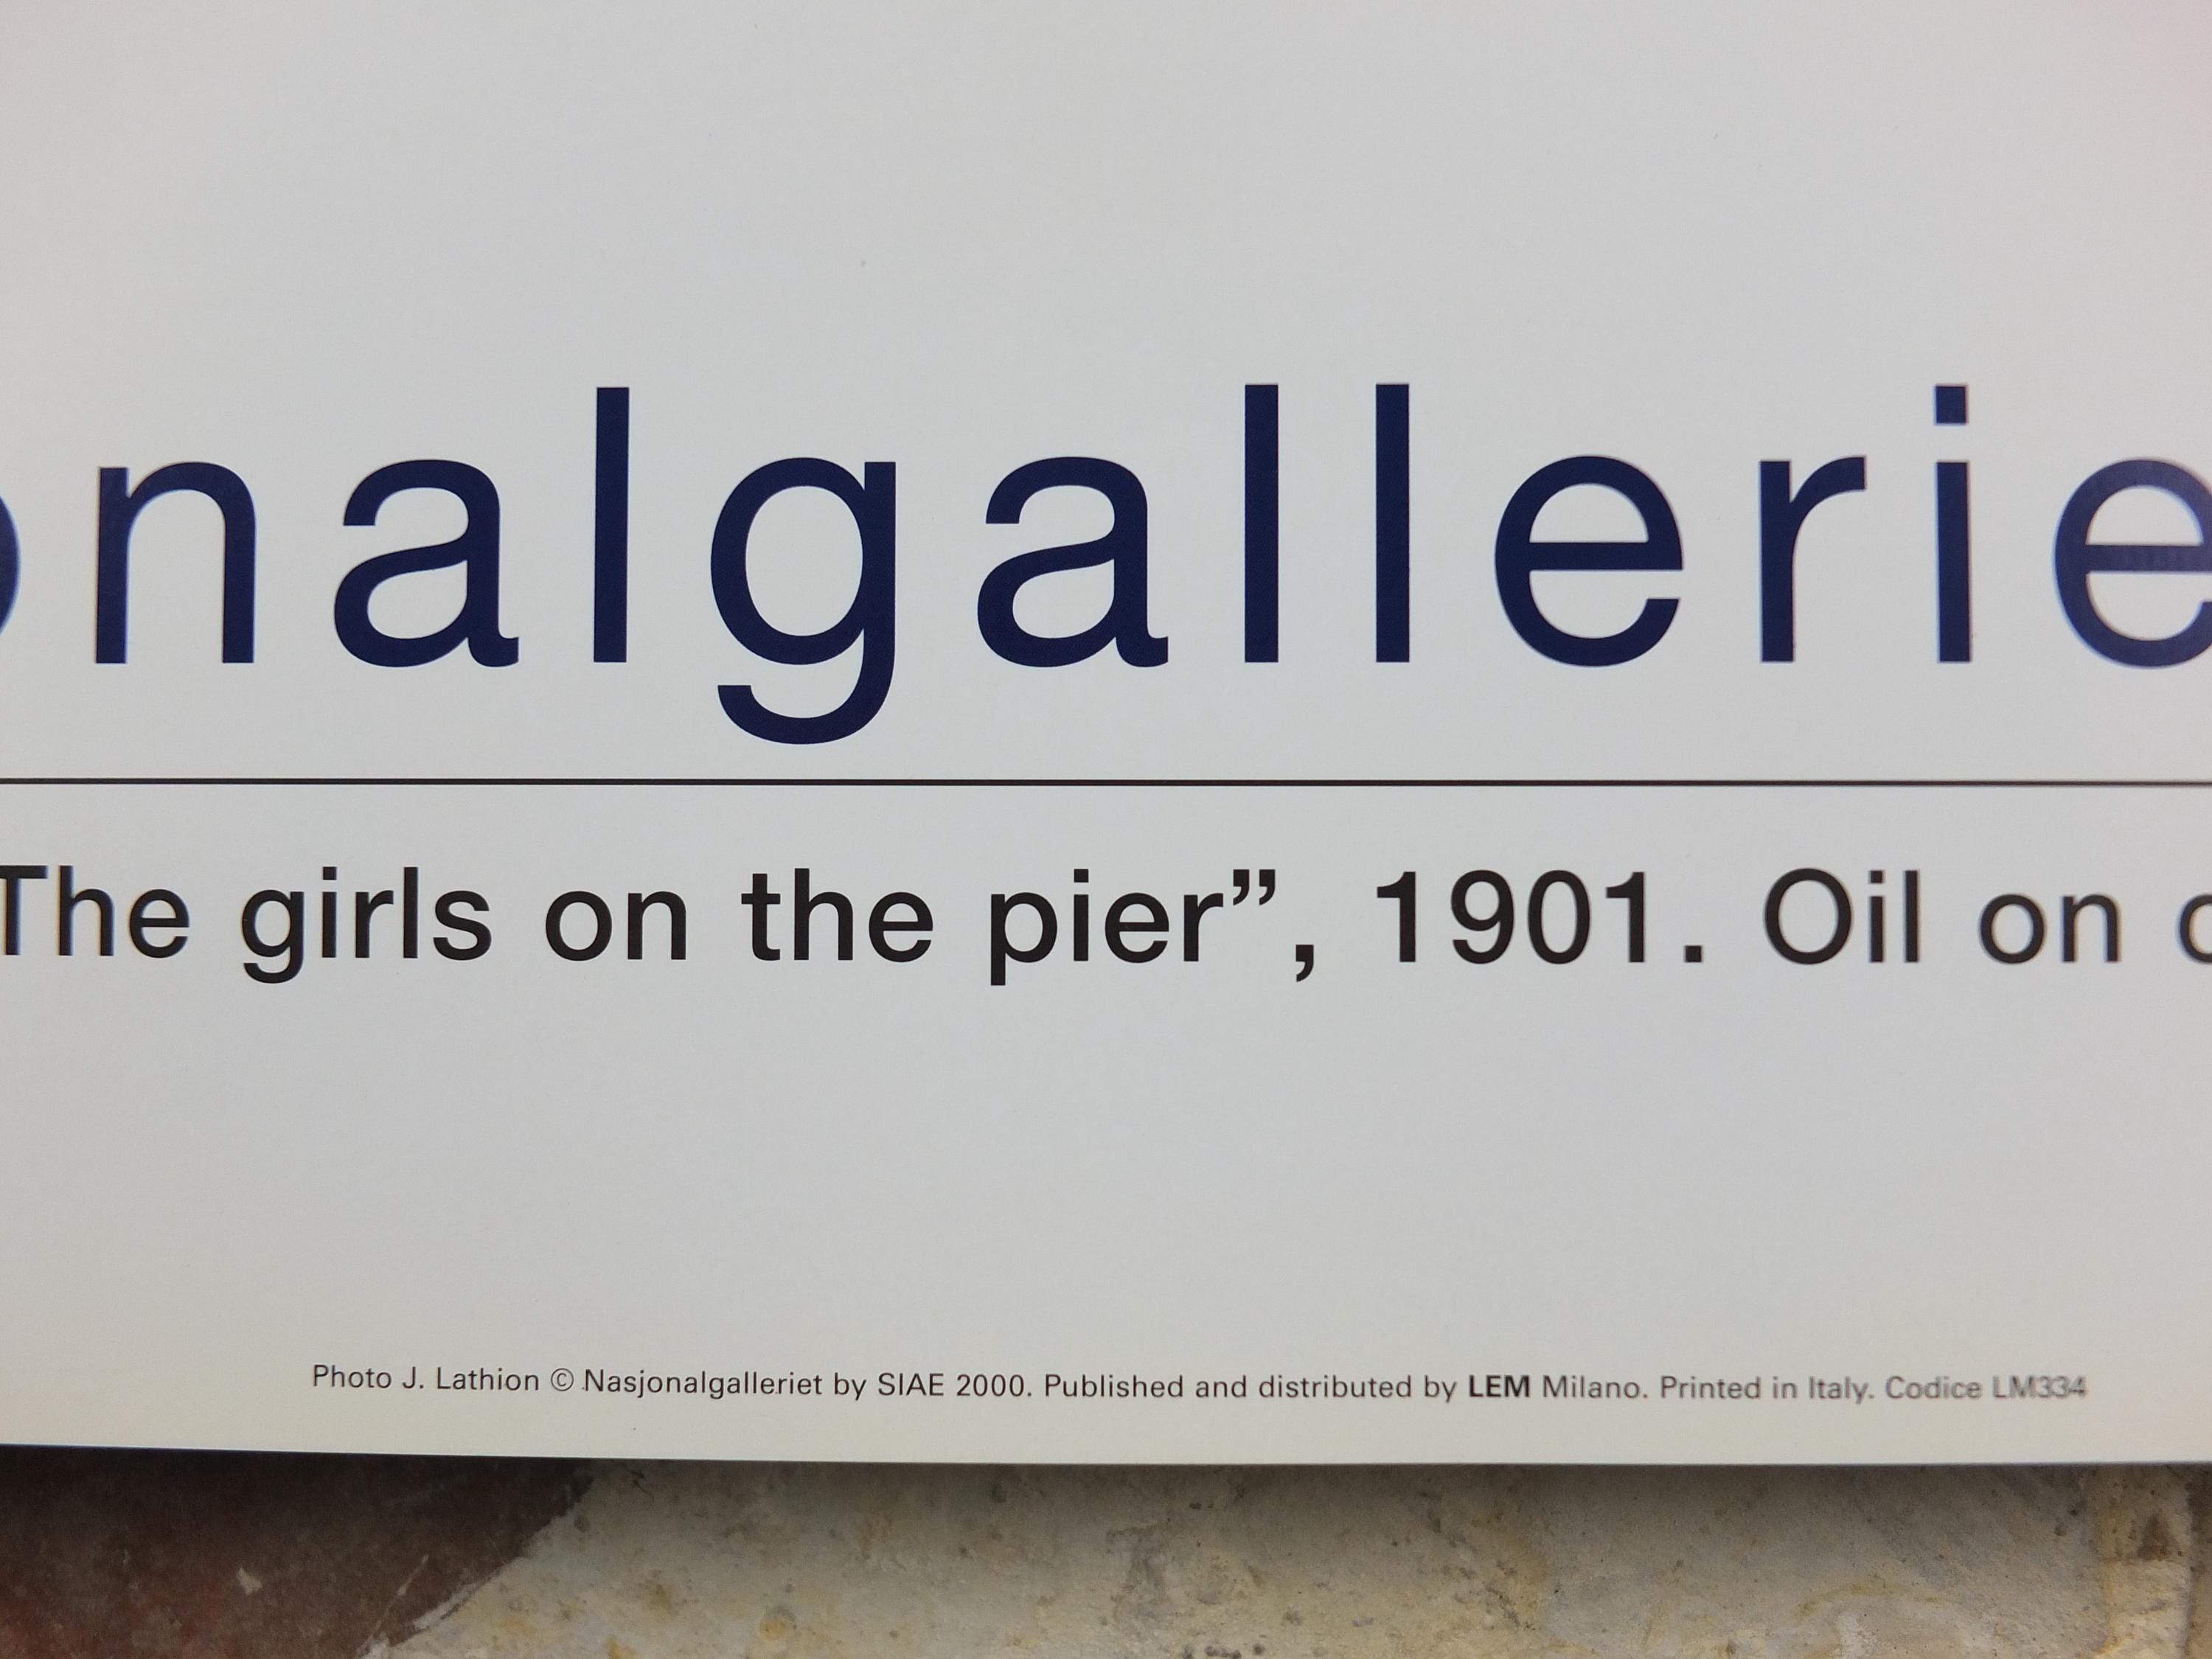 onalgallerie
The girls on the pier”, 1901. Oil on c
Photo J. Lathion © Nasjonalgalleriet by SIAE 2000. Published and distributed by LEM Milano. Printed in Italy. Codice LM334